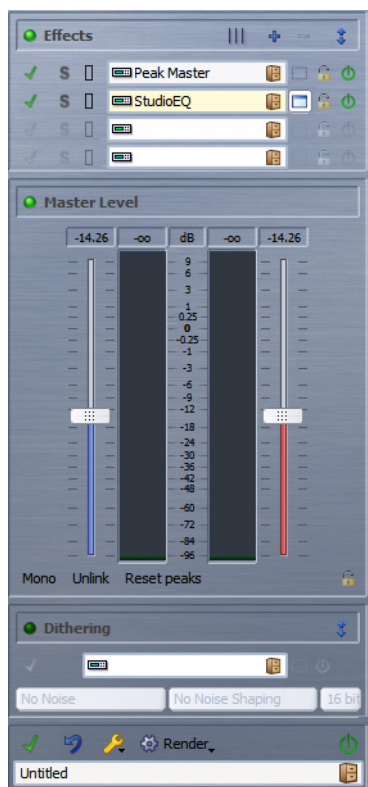 Effects
S Peak Master
S StudioEQ
S
S
Master Level
-14.26 -oo dB -oo -14.26
9
6
3
1
0.25
0
-0.25
-1
-3
-6
-9
-12
-18
-24
-30
-36
-42
-48
-60
-72
-84
-96
Mono Unlink Reset peaks
Dithering
No Noise No Noise Shaping 16 bit
Render
Untitled